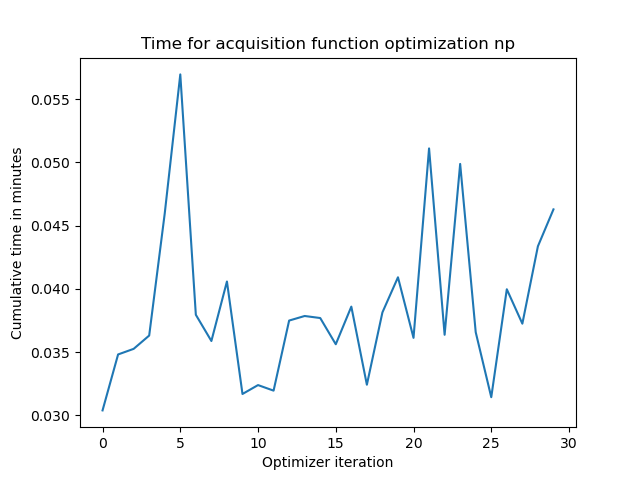 Time for acquisition function optimization np
Cumulative time in minutes
0.055
0.050
0.045
0.040
0.035
0.030
0 5 10 15 20 25 30
Optimizer iteration